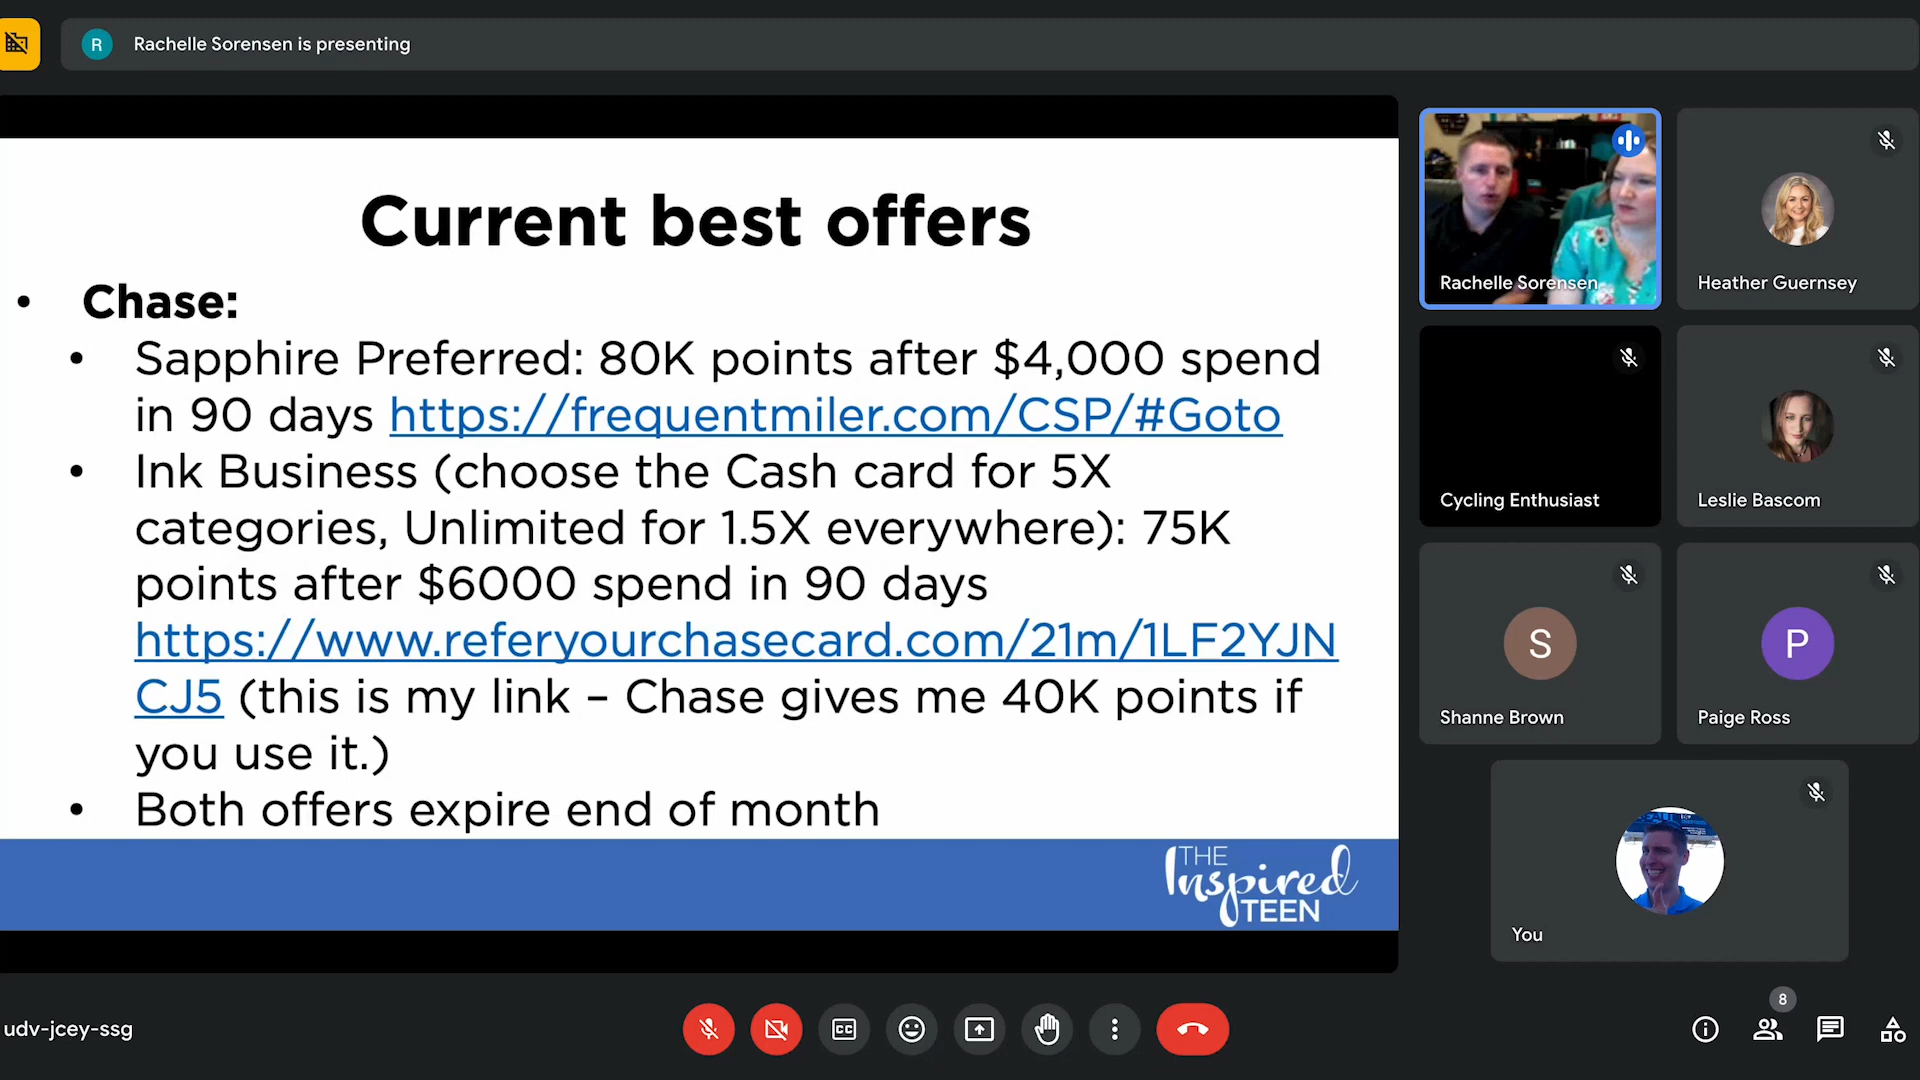 R Rachelle Sorensen is presenting
Current best offers
• Chase:
• Sapphire Preferred: 80K points after $4,000 spend
in 90 days https://frequentmiler.com/CSP/#Goto
• Ink Business (choose the Cash card for 5X
categories, Unlimited for 1.5X everywhere): 75K
points after $6000 spend in 90 days
https://www.referyourchasecard.com/21m/1LF2YJN
CJ5 (this is my link – Chase gives me 40K points if
you use it.)
• Both offers expire end of month
THE
Inspired
TEEN
Rachelle Sorensen
Heather Guernsey
Cycling Enthusiast
Leslie Bascom
S
Shanne Brown
P
Paige Ross
You
udv-jcey-ssg
CC
8